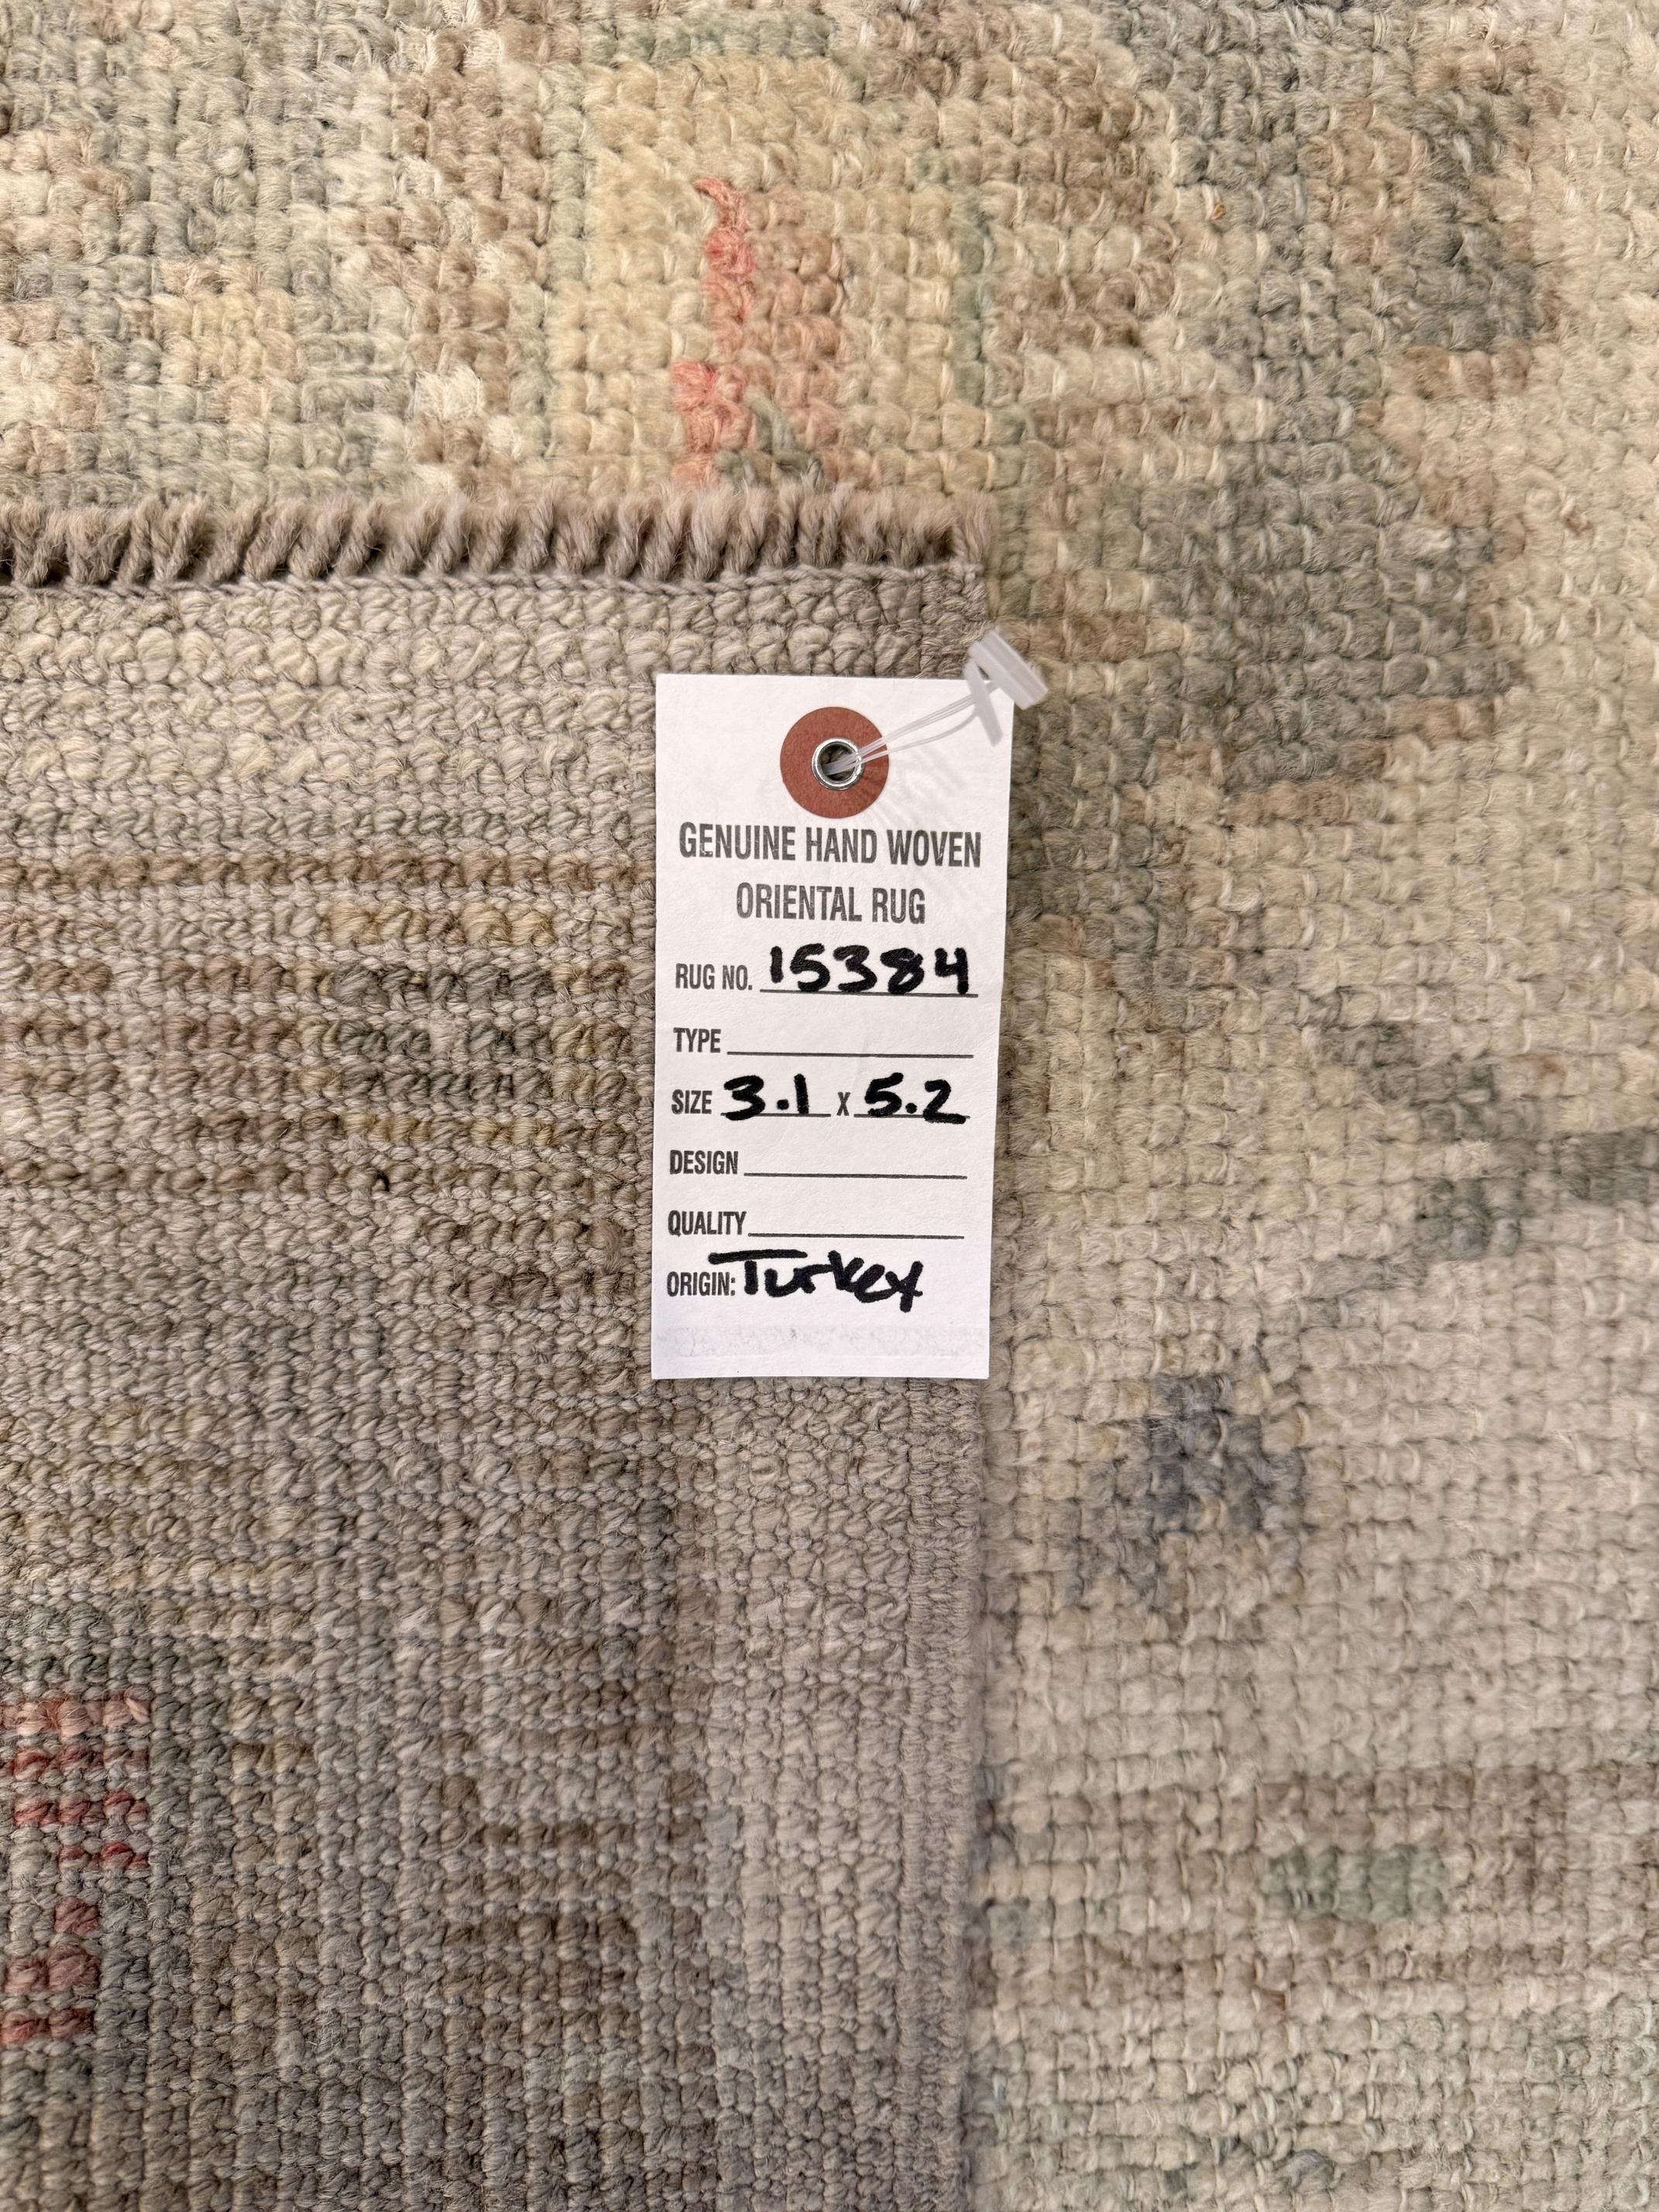 GENUINE HAND WOVEN
ORIENTAL RUG
RUG NO. 15384
TYPE
SIZE 3.1 X 5.2
DESIGN
QUALITY
ORIGIN: Turkey